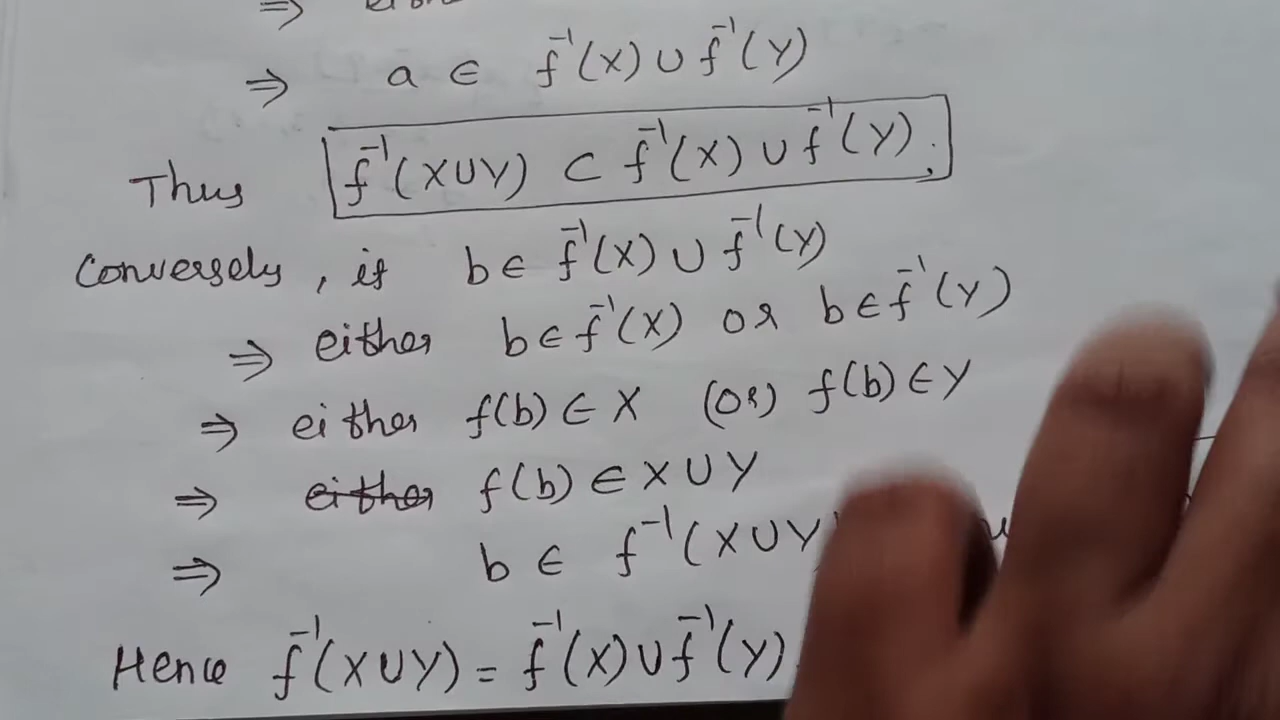 ⇒
⇒ a ∈ f⁻¹(X) ∪ f⁻¹(Y)
Thus f⁻¹(X∪Y) ⊂ f⁻¹(X) ∪ f⁻¹(Y).
Conversely, if b ∈ f⁻¹(X) ∪ f⁻¹(Y)
⇒ either b ∈ f⁻¹(X) or b ∈ f⁻¹(Y)
⇒ either f(b) ∈ X (or) f(b) ∈ Y
⇒ either f(b) ∈ X ∪ Y
⇒ b ∈ f⁻¹(X∪Y
Hence f⁻¹(X∪Y) = f⁻¹(X)∪f⁻¹(Y)